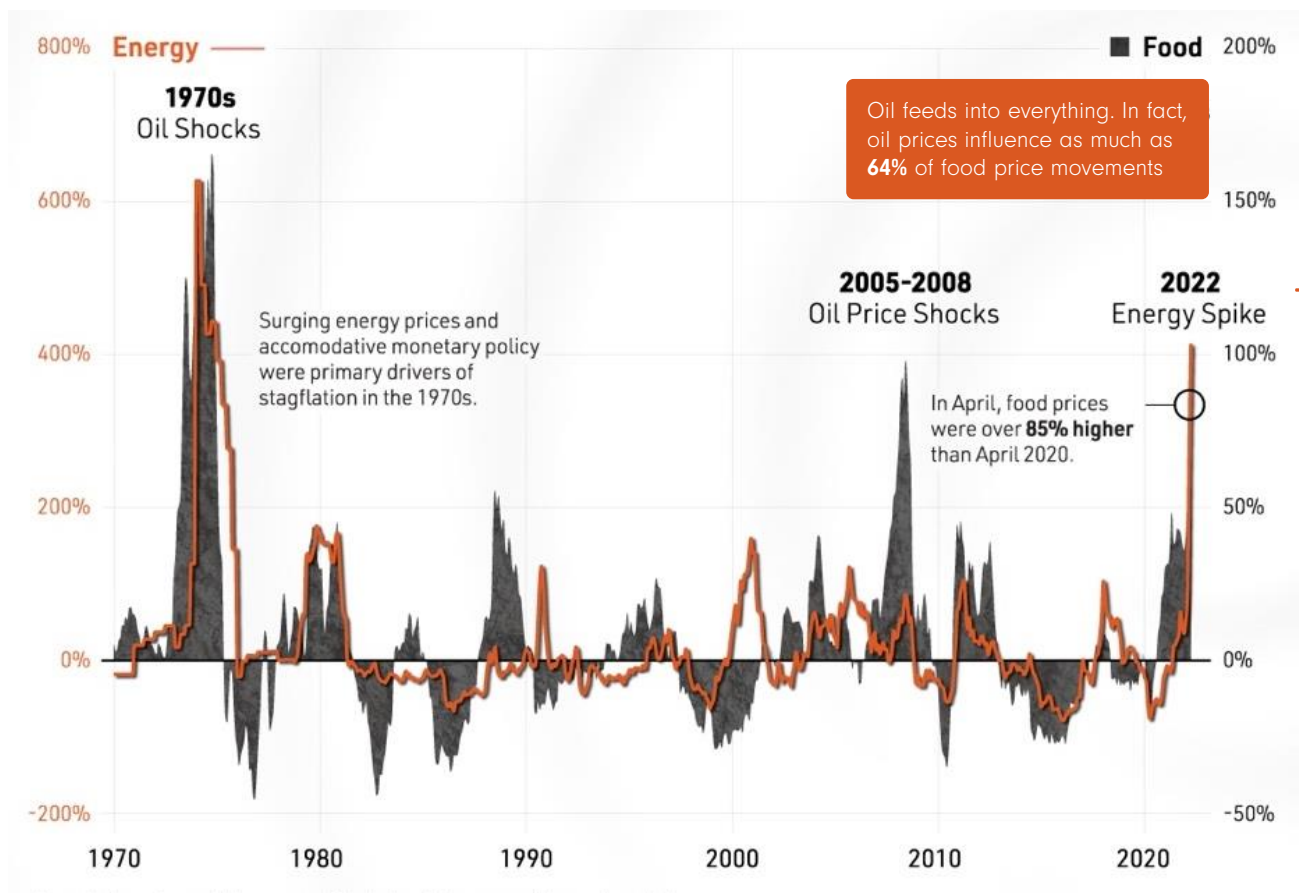 800%
Energy
Food
200%
1970s
Oil Shocks
Oil feeds into everything. In fact,
oil prices influence as much as
64% of food price movements
600%
150%
2005-2008
Oil Price Shocks
2022
Energy Spike
Surging energy prices and
accomodative monetary policy
were primary drivers of
stagflation in the 1970s.
400%
100%
In April, food prices
were over 85% higher
than April 2020.
200%
50%
0%
0%
-200%
-50%
1970
1980
1990
2000
2010
2020